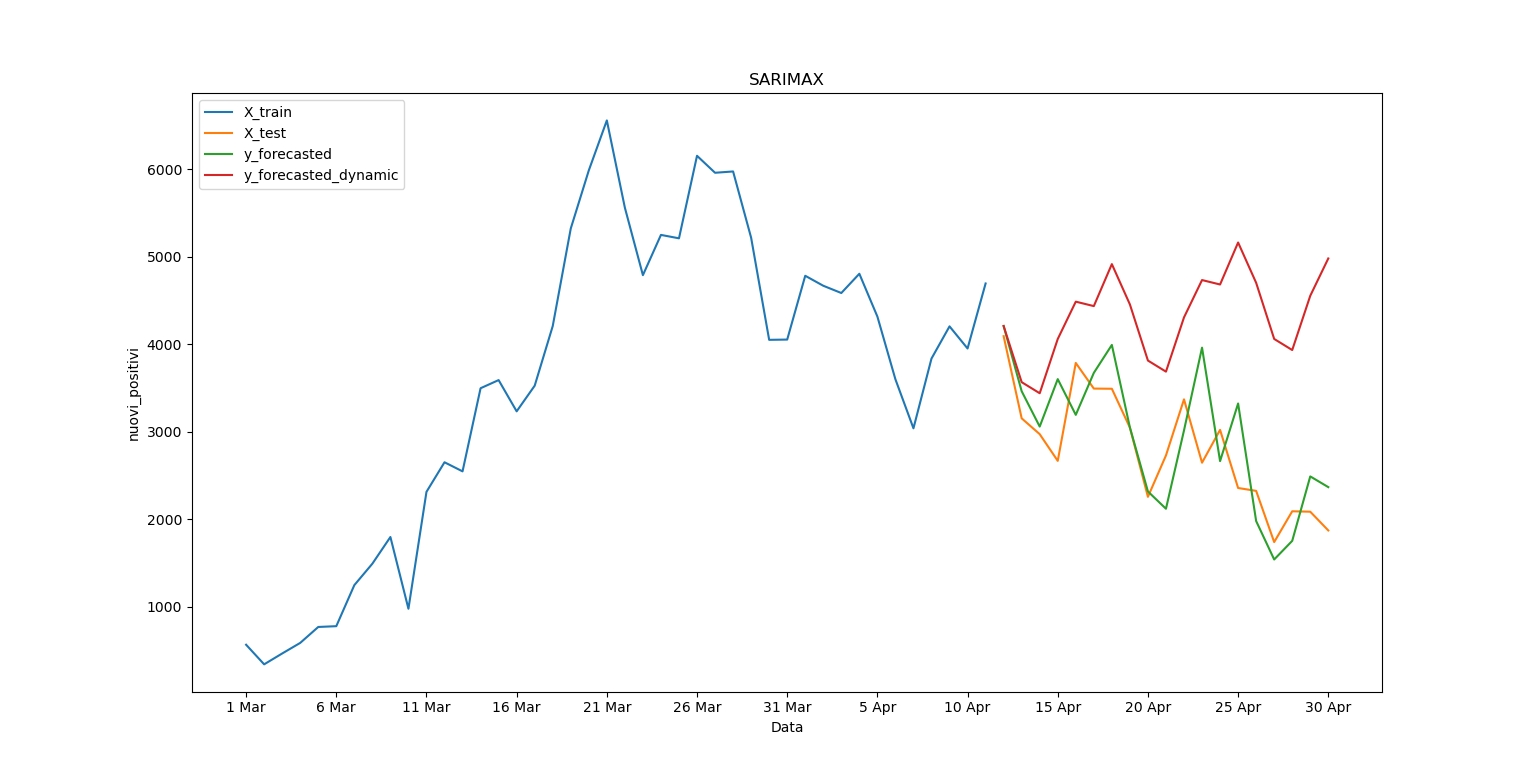 SARIMAX
X_train
X_test
y_forecasted
y_forecasted_dynamic
6000
5000
4000
3000
2000
1000
nuovi_positivi
1 Mar 6 Mar 11 Mar 16 Mar 21 Mar 26 Mar 31 Mar 5 Apr 10 Apr 15 Apr 20 Apr 25 Apr 30 Apr
Data